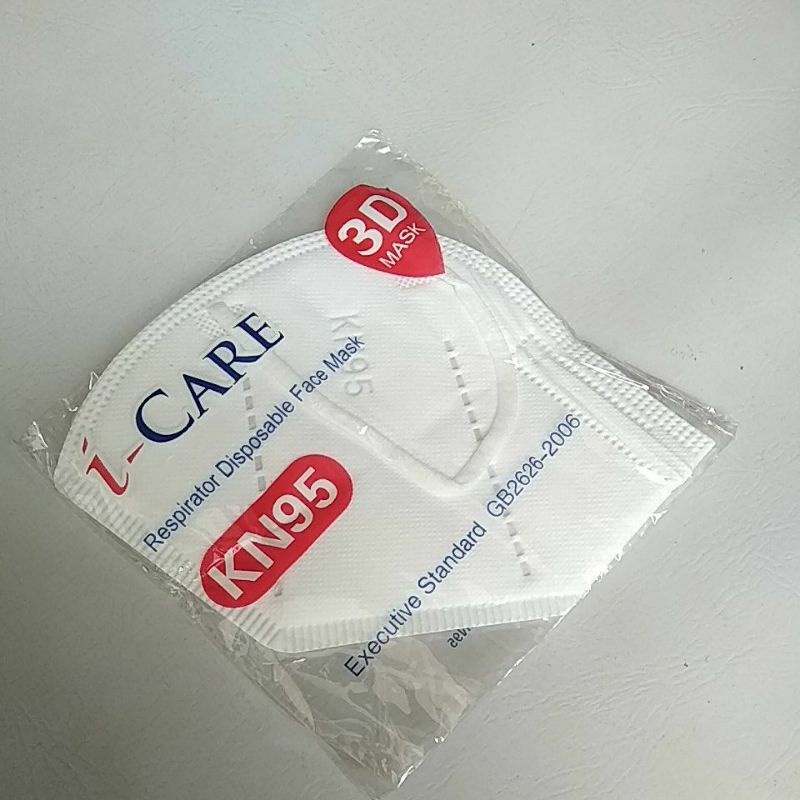 3D
MASK
i-CARE
KN95
Respirator Disposable Face Mask
KN95
Executive Standard GB2626-2006